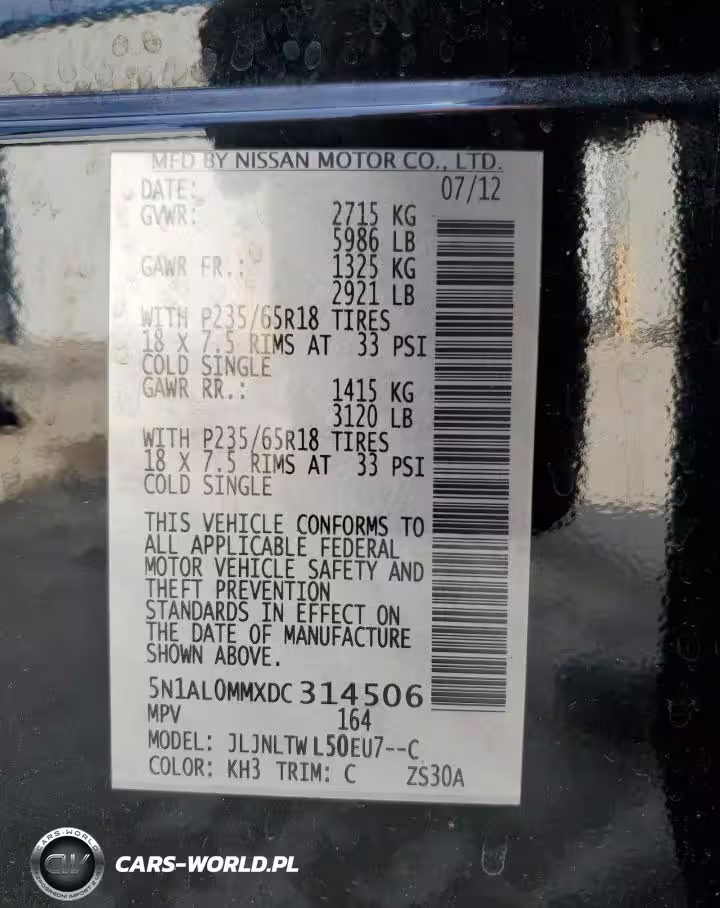 MFD BY NISSAN MOTOR CO., LTD.
DATE: 07/12
GVWR: 2715 KG
5986 LB
GAWR FR.: 1325 KG
2921 LB
WITH P235/65R18 TIRES
18 X 7.5 RIMS AT 33 PSI
COLD SINGLE
GAWR RR.: 1415 KG
3120 LB
WITH P235/65R18 TIRES
18 X 7.5 RIMS AT 33 PSI
COLD SINGLE
THIS VEHICLE CONFORMS TO
ALL APPLICABLE FEDERAL
MOTOR VEHICLE SAFETY AND
THEFT PREVENTION
STANDARDS IN EFFECT ON
THE DATE OF MANUFACTURE
SHOWN ABOVE.
5N1AL0MMXDC314506
MPV 164
MODEL: JLJNLTWL50EU7--C
COLOR: KH3 TRIM: C ZS30A
CARS-WORLD
CW
CARS-WORLD.PL